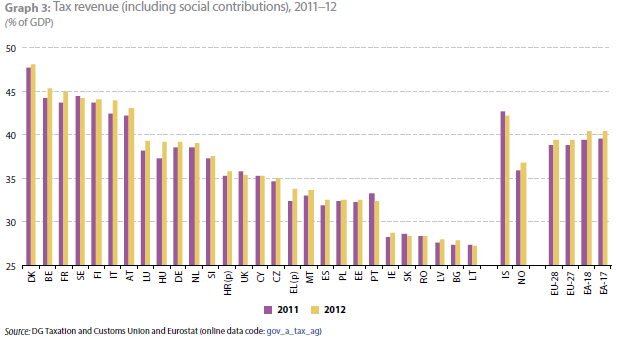 Graph 3: Tax revenue (including social contributions), 2011–12
(% of GDP)
50
45
40
35
30
25
DK BE FR SE FI IT AT LU HU DE NL SI HR(p) UK CY CZ EL(p) MT ES PL EE PT IE SK RO LV BG LT IS NO EU-28 EU-27 EA-18 EA-17
2011 2012
Source: DG Taxation and Customs Union and Eurostat (online data code: gov_a_tax_ag)